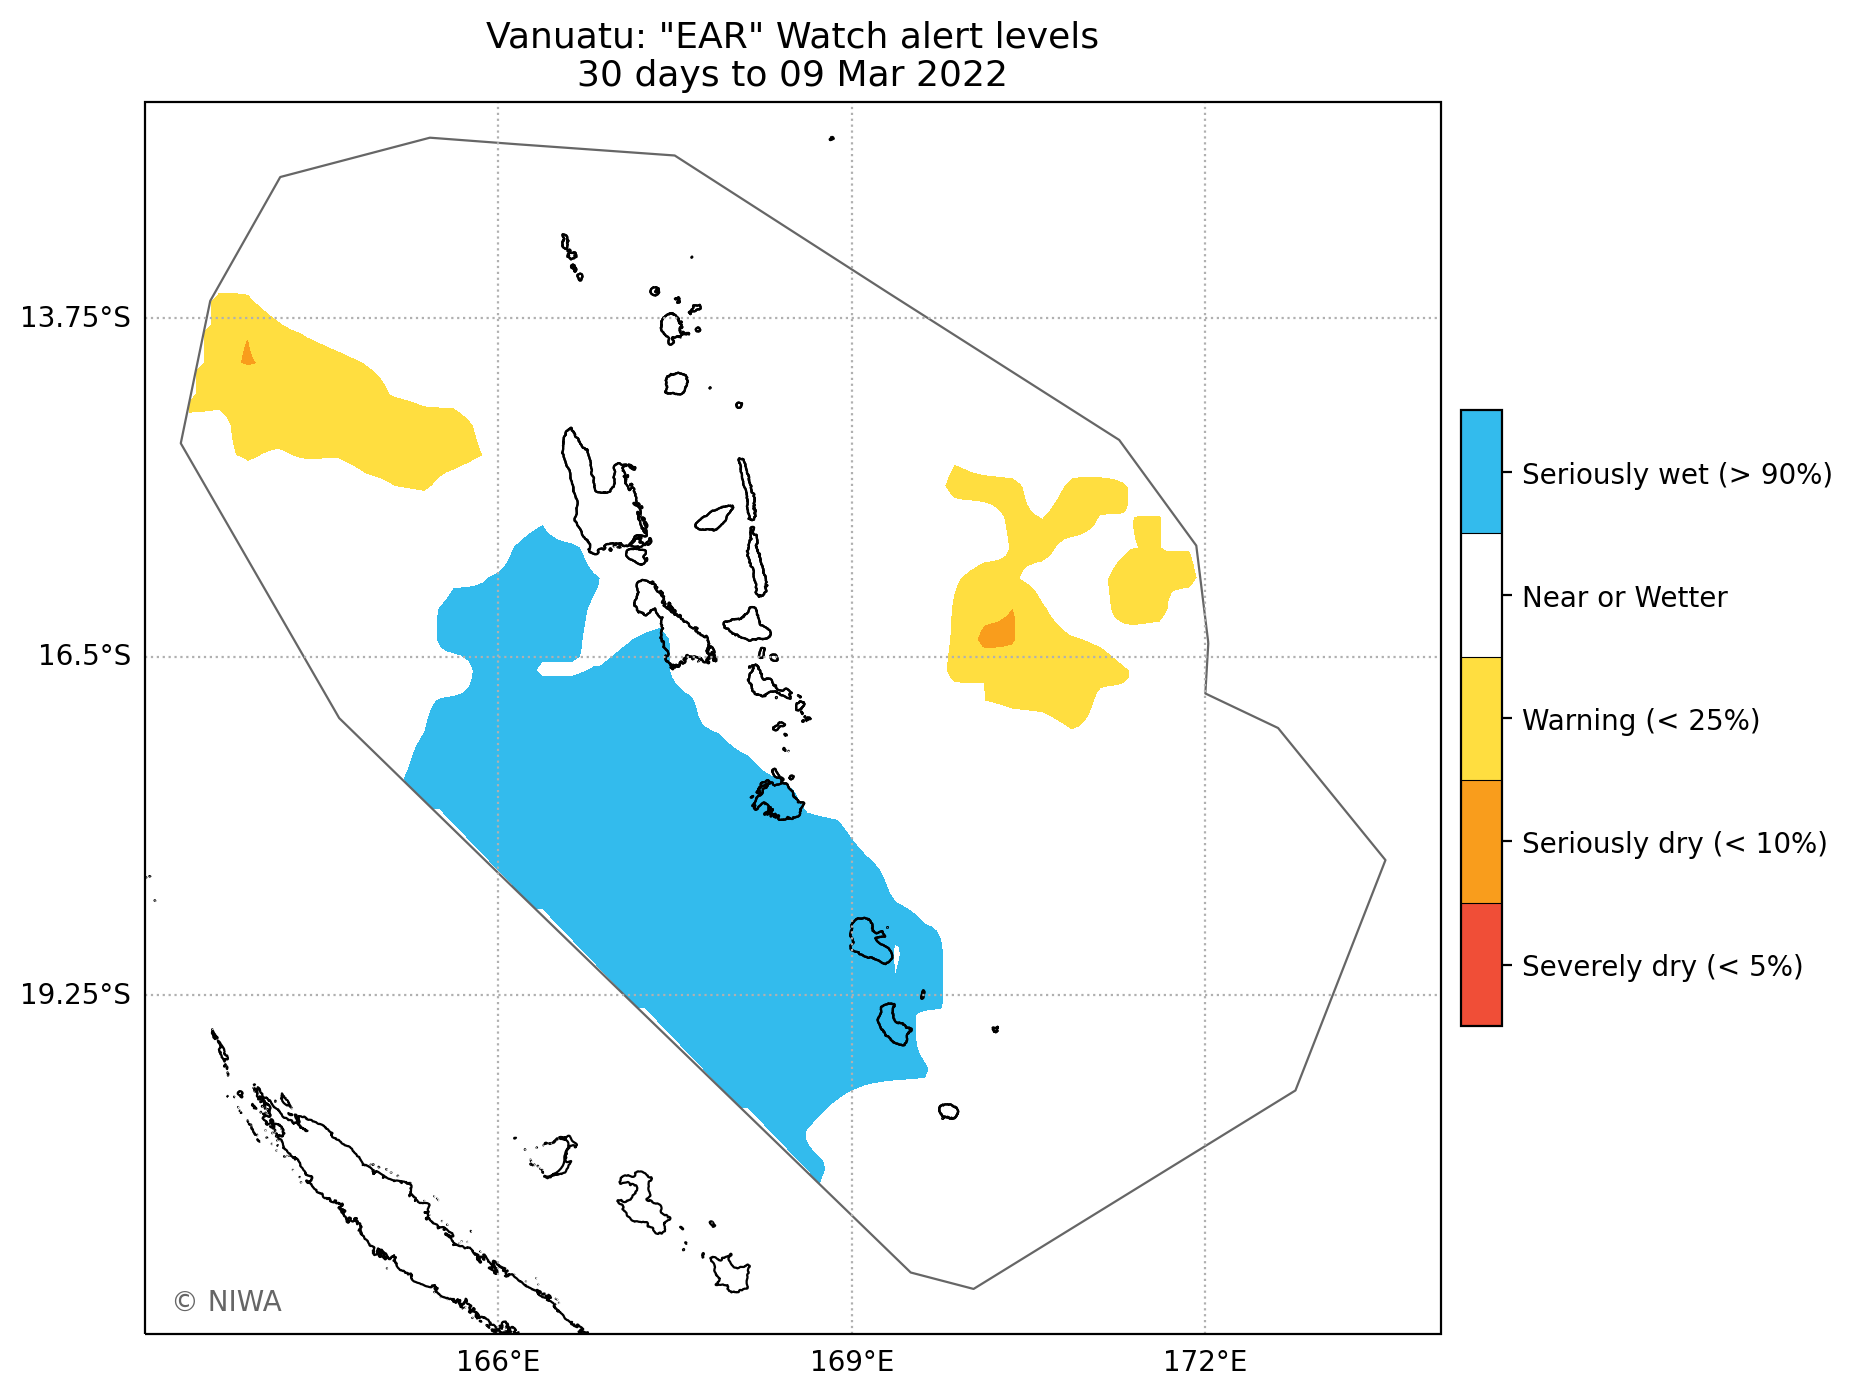 Vanuatu: "EAR" Watch alert levels
30 days to 09 Mar 2022
13.75°S
16.5°S
19.25°S
166°E
169°E
172°E
Seriously wet (> 90%)
Near or Wetter
Warning (< 25%)
Seriously dry (< 10%)
Severely dry (< 5%)
© NIWA